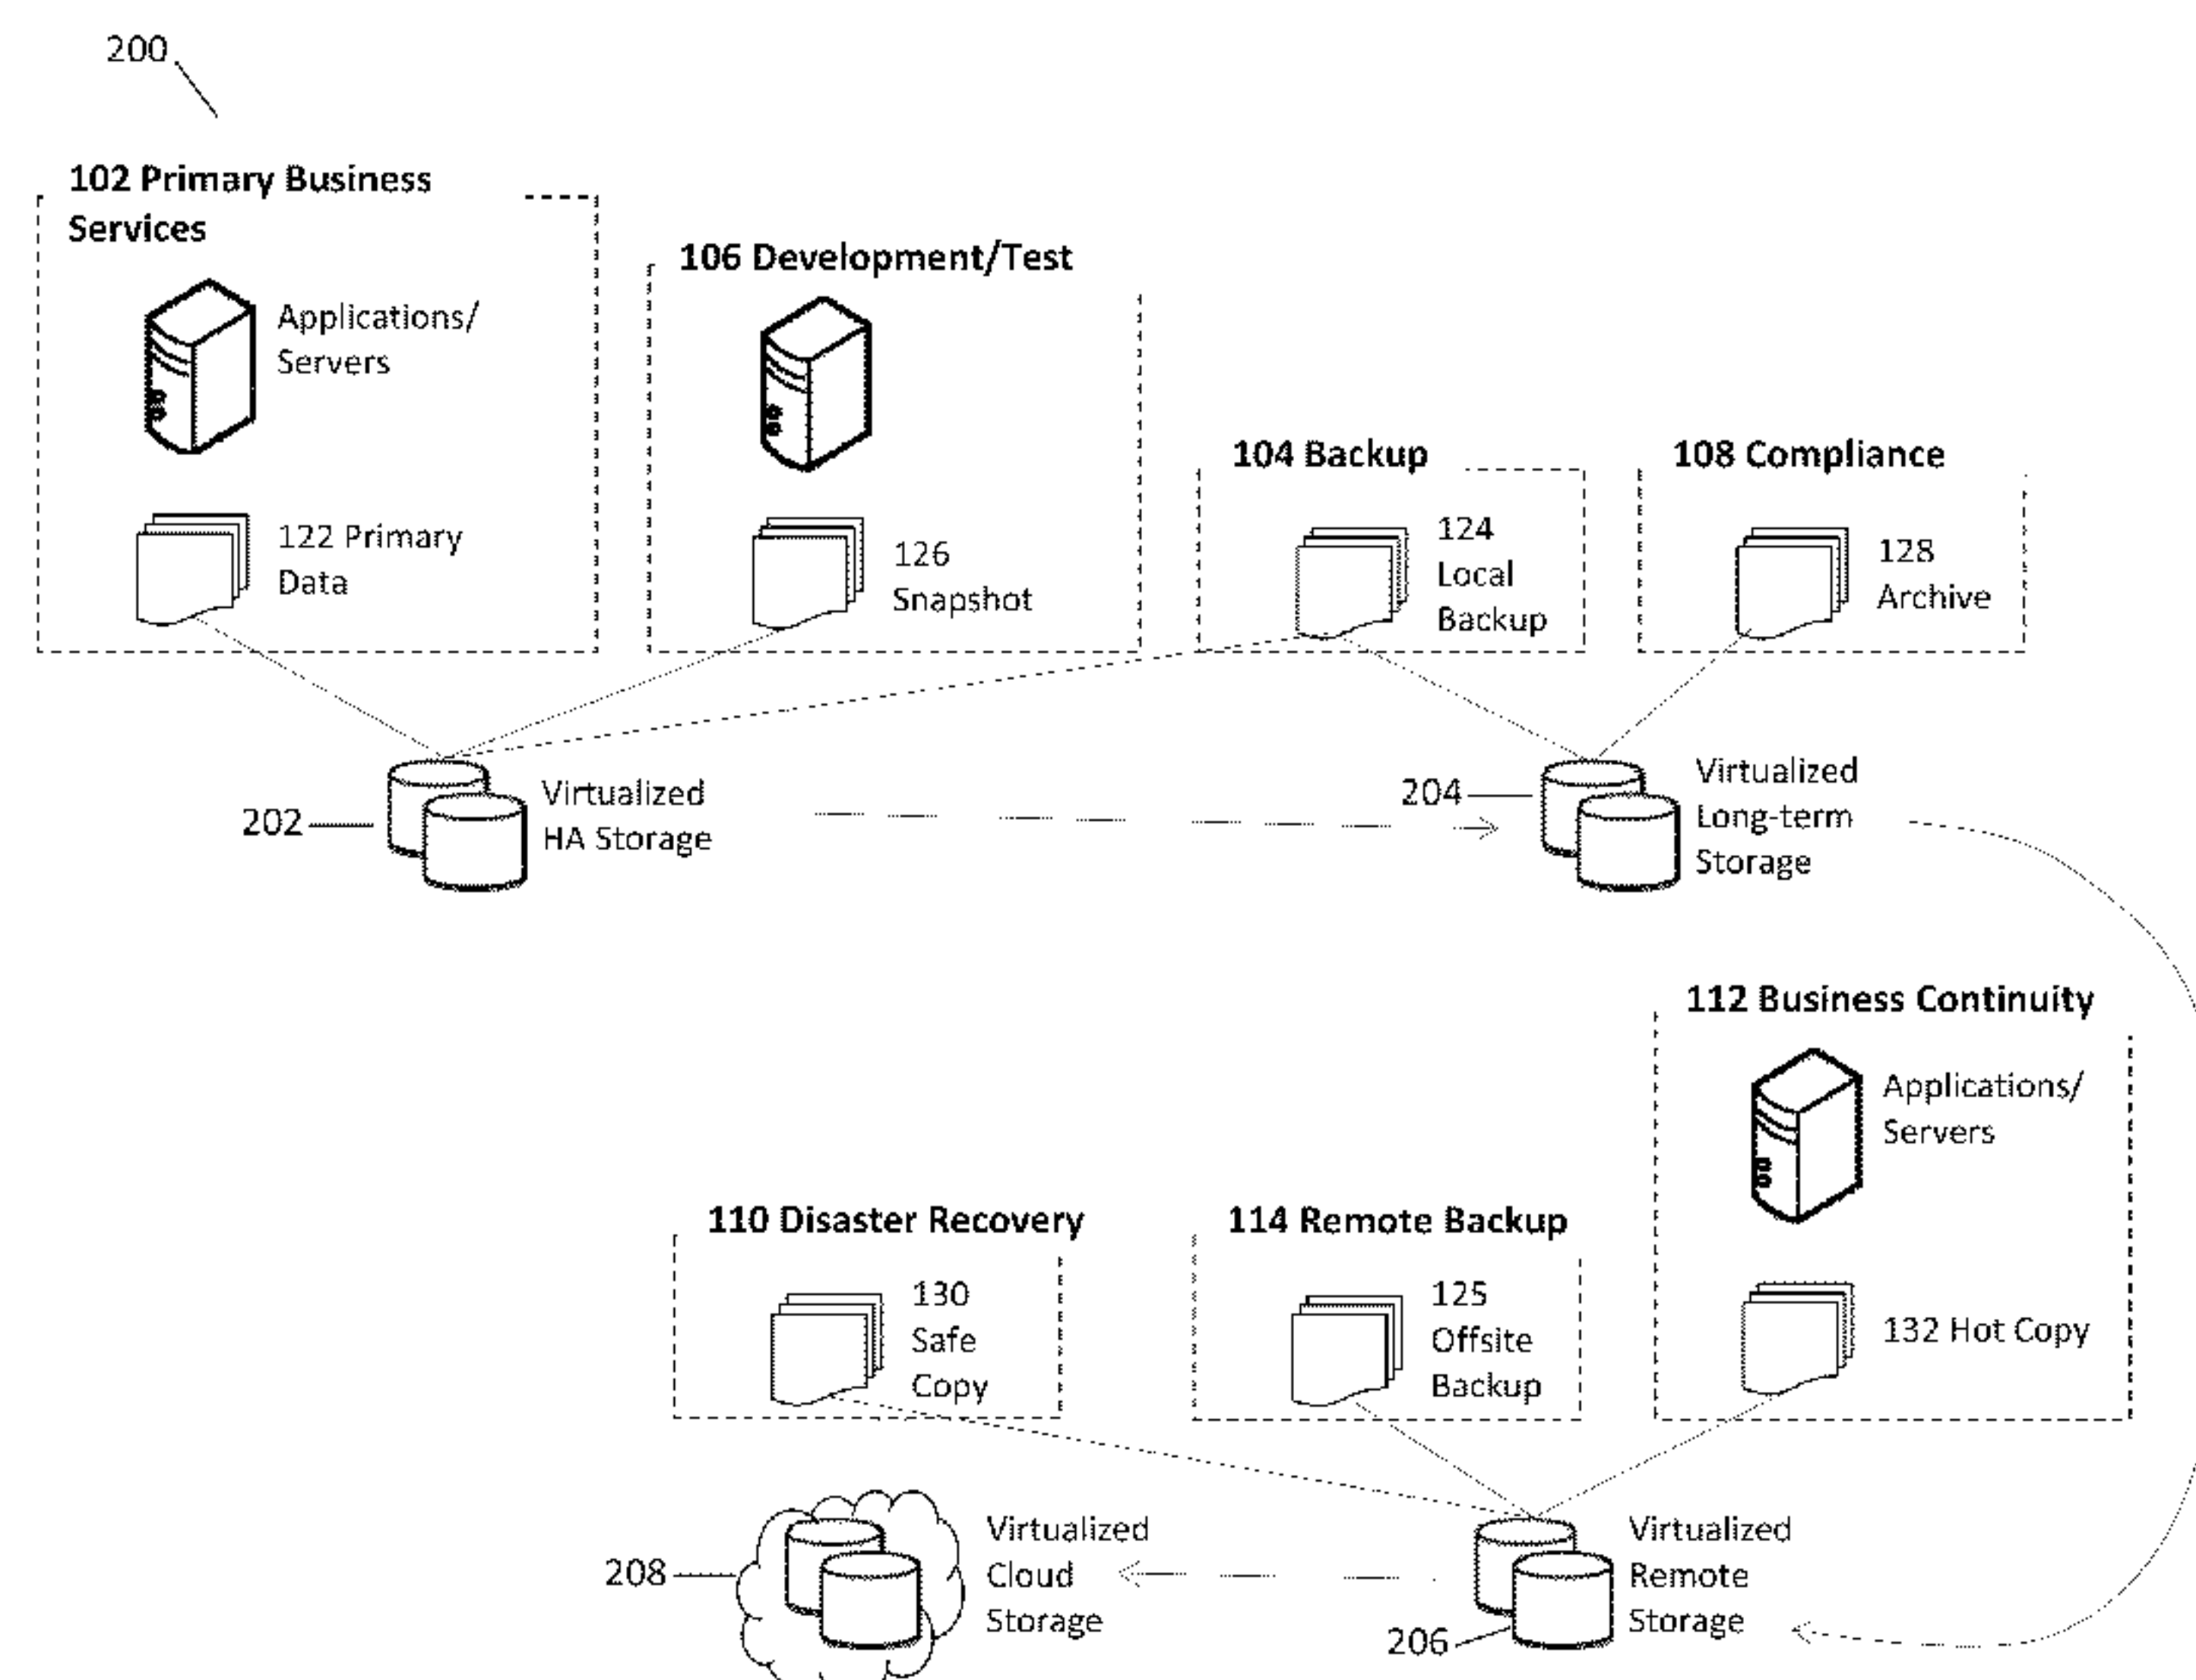 200
102 Primary Business
Services
Applications/
Servers
122 Primary
Data
106 Development/Test
126
Snapshot
104 Backup
124
Local
Backup
108 Compliance
128
Archive
202
Virtualized
HA Storage
204
Virtualized
Long-term
Storage
112 Business Continuity
Applications/
Servers
132 Hot Copy
110 Disaster Recovery
130
Safe
Copy
114 Remote Backup
125
Offsite
Backup
208
Virtualized
Cloud
Storage
206
Virtualized
Remote
Storage